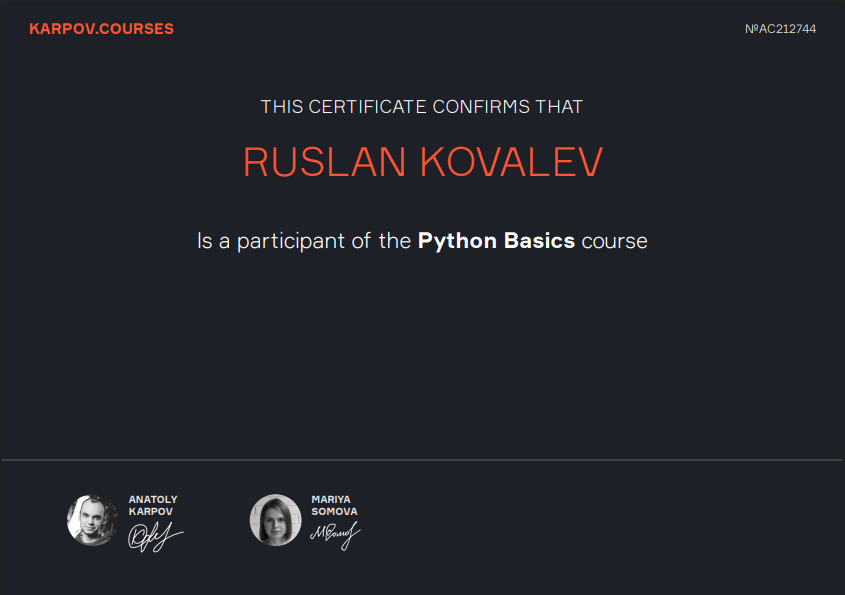 KARPOV.COURSES
№AC212744
THIS CERTIFICATE CONFIRMS THAT
RUSLAN KOVALEV
Is a participant of the Python Basics course
ANATOLY
KARPOV
MARIYA
SOMOVA